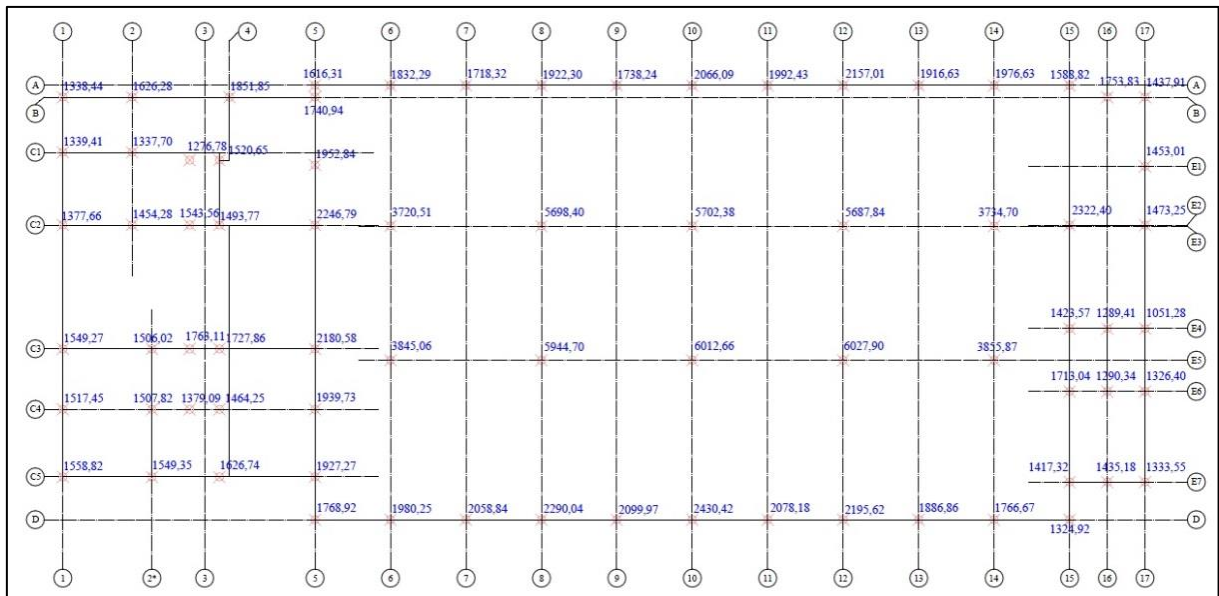 1 2 3 4 5 6 7 8 9 10 11 12 13 14 15 16 17
1616,31 1832,29 1718,32 1922,30 1738,24 2066,09 1992,43 2157,01 1916,63 1976,63 1588,82
A 1338,44 1626,28 1851,85 1753,83 1437,91 A
B 1740,94 B
C1 1339,41 1337,70 1276,78 1520,65 1952,84 1453,01 E1
C2 1377,66 1454,28 1543,56 1493,77 2246,79 3720,51 5698,40 5702,38 5687,84 3734,70 2322,40 1473,25 E2
E3
1423,57 1289,41 1051,28 E4
C3 1549,27 1506,02 1763,11 1727,86 2180,58 3845,06 5944,70 6012,66 6027,90 3855,87 E5
1713,04 1290,34 1326,40 E6
C4 1517,45 1507,82 1379,09 1464,25 1939,73
C5 1558,82 1549,35 1626,74 1927,27 1417,32 1435,18 1333,55 E7
D 1768,92 1980,25 2058,84 2290,04 2099,97 2430,42 2078,18 2195,62 1886,86 1766,67 D
1324,92
1 2* 3 5 6 7 8 9 10 11 12 13 14 15 16 17